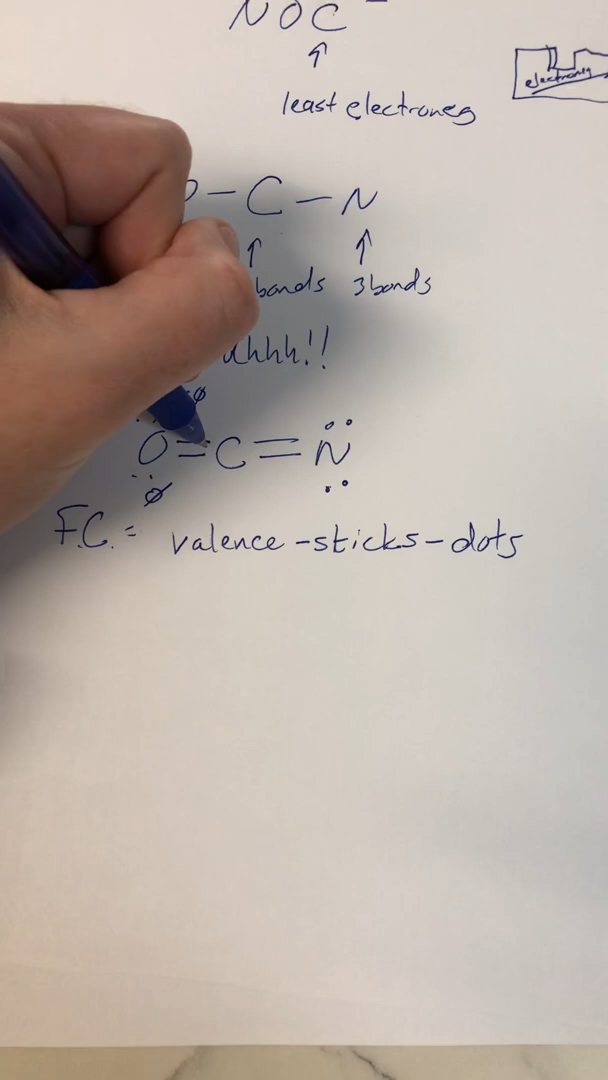 NOC⁻
↑
least electroneg
electroneg
– C – N
↑ ↑
bonds 3 bonds
uhhh!!
ø
O = C = N
ø
F.C. = valence – sticks – dots